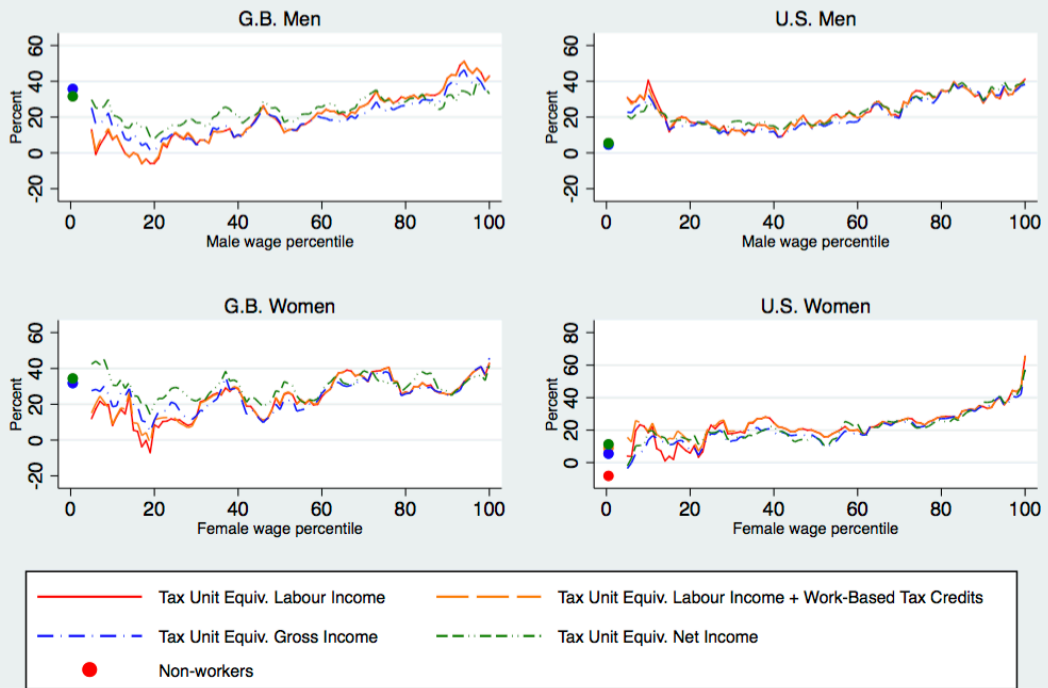 G.B. Men
Percent
60
40
20
0
-20
0 20 40 60 80 100
Male wage percentile
U.S. Men
Percent
60
40
20
0
-20
0 20 40 60 80 100
Male wage percentile
G.B. Women
Percent
60
40
20
0
-20
0 20 40 60 80 100
Female wage percentile
U.S. Women
Percent
80
60
40
20
0
0 20 40 60 80 100
Female wage percentile
Tax Unit Equiv. Labour Income
Tax Unit Equiv. Labour Income + Work-Based Tax Credits
Tax Unit Equiv. Gross Income
Tax Unit Equiv. Net Income
Non-workers